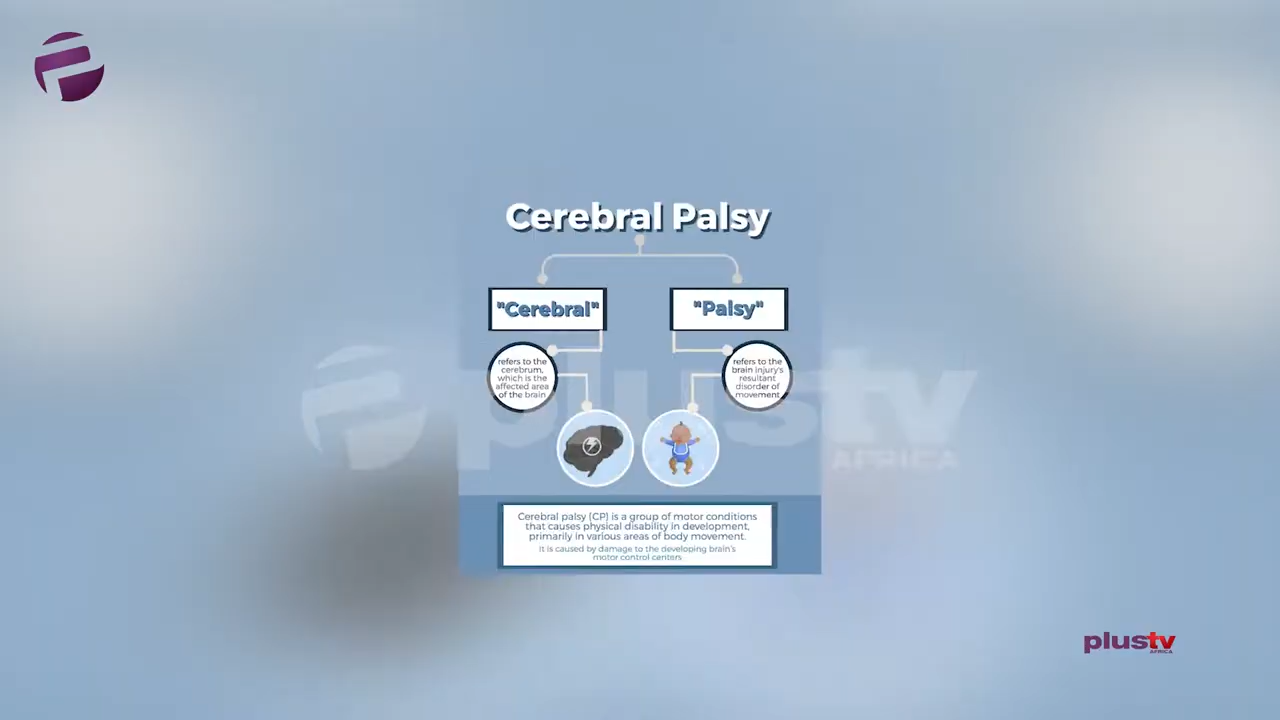 Cerebral Palsy
"Cerebral"
"Palsy"
refers to the
cerebrum,
which is the
affected area
of the brain
refers to the
brain injury's
resultant
disorder of
movement
plustv
AFRICA
Cerebral palsy (CP) is a group of motor conditions
that causes physical disability in development,
primarily in various areas of body movement.
It is caused by damage to the developing brain's
motor control centers
plustv
AFRICA